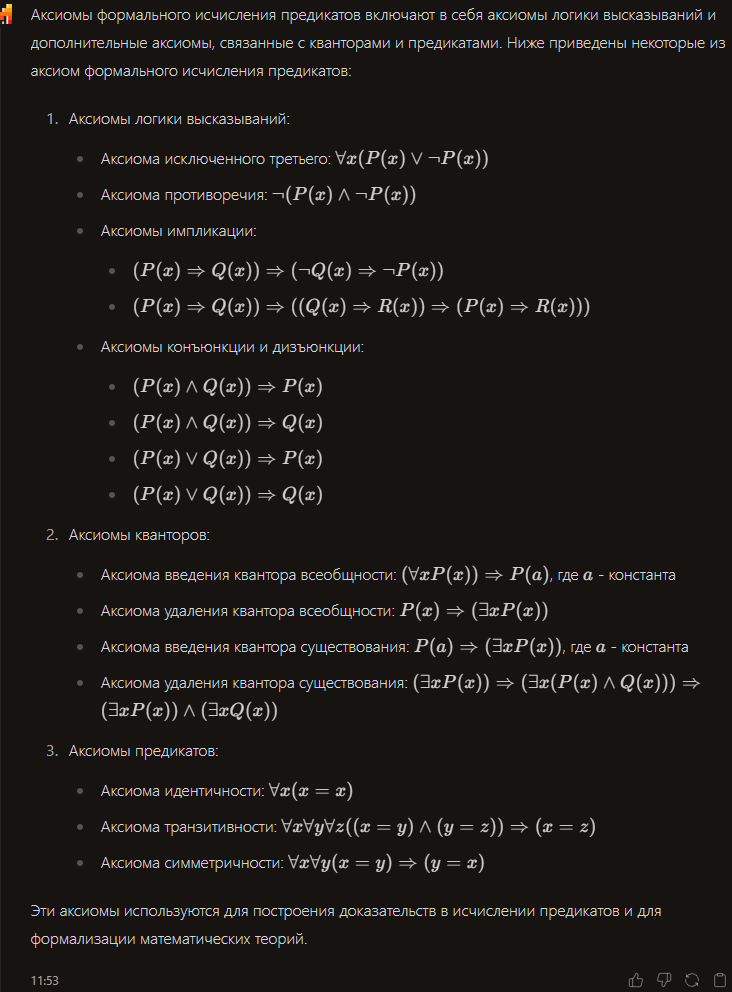 Аксиомы формального исчисления предикатов включают в себя аксиомы логики высказываний и
дополнительные аксиомы, связанные с кванторами и предикатами. Ниже приведены некоторые из
аксиом формального исчисления предикатов:
1. Аксиомы логики высказываний:
• Аксиома исключенного третьего: ∀x(P(x) ∨ ¬P(x))
• Аксиома противоречия: ¬(P(x) ∧ ¬P(x))
• Аксиомы импликации:
• (P(x) ⇒ Q(x)) ⇒ (¬Q(x) ⇒ ¬P(x))
• (P(x) ⇒ Q(x)) ⇒ ((Q(x) ⇒ R(x)) ⇒ (P(x) ⇒ R(x)))
• Аксиомы конъюнкции и дизъюнкции:
• (P(x) ∧ Q(x)) ⇒ P(x)
• (P(x) ∧ Q(x)) ⇒ Q(x)
• (P(x) ∨ Q(x)) ⇒ P(x)
• (P(x) ∨ Q(x)) ⇒ Q(x)
2. Аксиомы кванторов:
• Аксиома введения квантора всеобщности: (∀xP(x)) ⇒ P(a), где a - константа
• Аксиома удаления квантора всеобщности: P(x) ⇒ (∃xP(x))
• Аксиома введения квантора существования: P(a) ⇒ (∃xP(x)), где a - константа
• Аксиома удаления квантора существования: (∃xP(x)) ⇒ (∃x(P(x) ∧ Q(x))) ⇒
(∃xP(x)) ∧ (∃xQ(x))
3. Аксиомы предикатов:
• Аксиома идентичности: ∀x(x = x)
• Аксиома транзитивности: ∀x∀y∀z((x = y) ∧ (y = z)) ⇒ (x = z)
• Аксиома симметричности: ∀x∀y(x = y) ⇒ (y = x)
Эти аксиомы используются для построения доказательств в исчислении предикатов и для
формализации математических теорий.
11:53